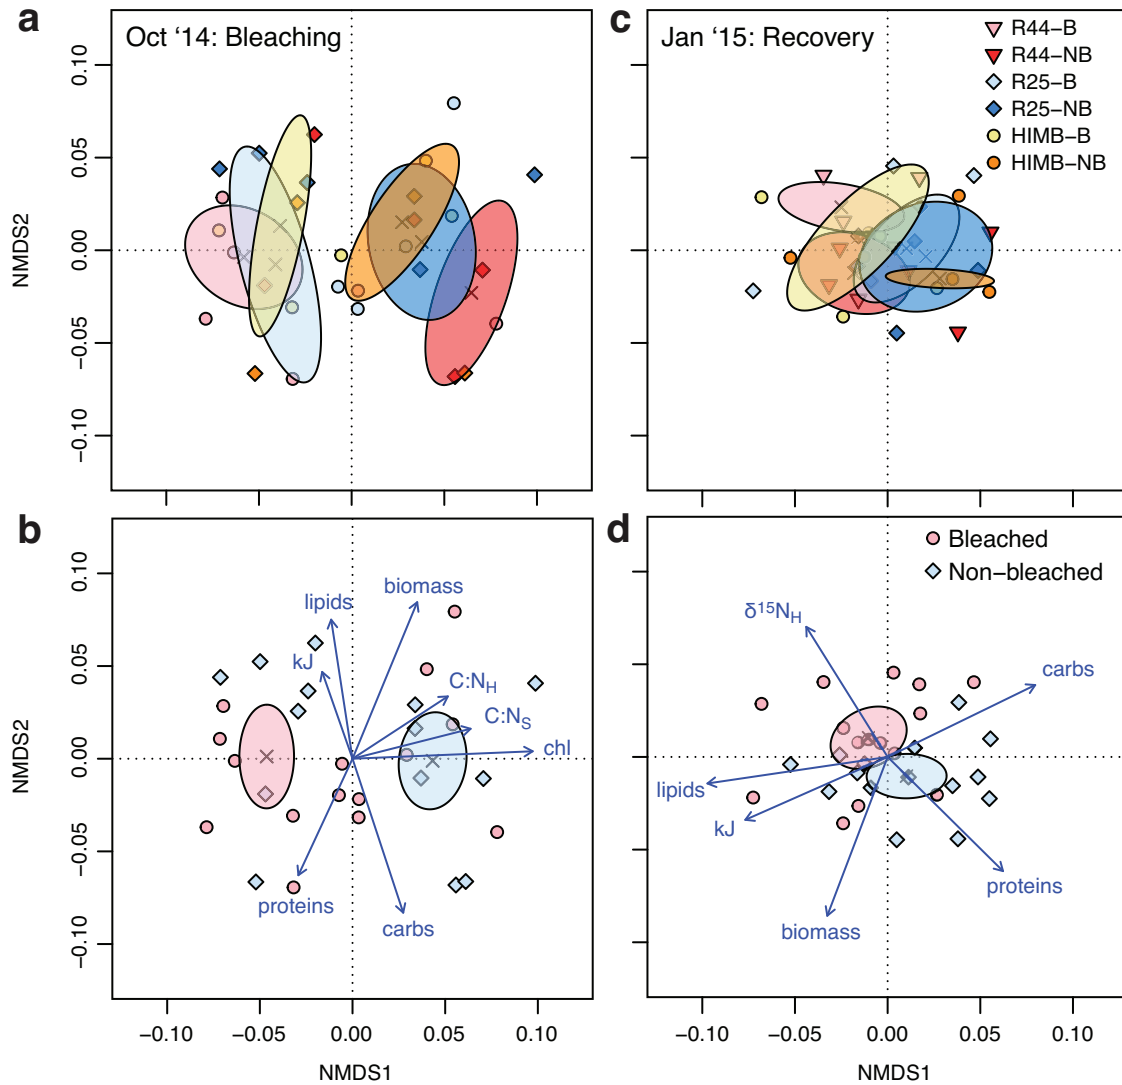 a
Oct ‘14: Bleaching
0.10
0.05
0.00
−0.05
−0.10
NMDS2
c
Jan ‘15: Recovery
R44−B
R44−NB
R25−B
R25−NB
HIMB−B
HIMB−NB
b
0.10
0.05
0.00
−0.05
−0.10
NMDS2
lipids
biomass
kJ
C:N_H
C:N_S
chl
proteins
carbs
−0.10
−0.05
0.00
0.05
0.10
NMDS1
d
Bleached
Non−bleached
δ¹⁵N_H
carbs
lipids
kJ
proteins
biomass
−0.10
−0.05
0.00
0.05
0.10
NMDS1